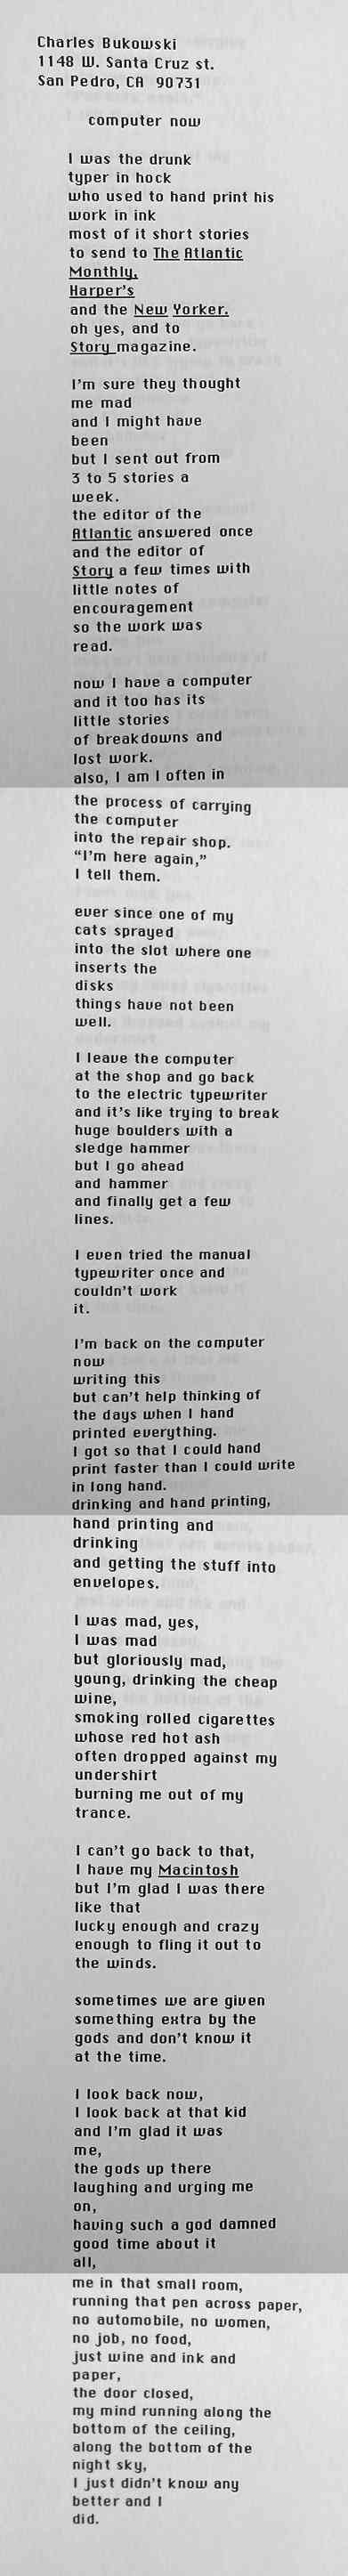 Charles Bukowski
1148 W. Santa Cruz st.
San Pedro, CA 90731
computer now
I was the drunk
typer in hock
who used to hand print his
work in ink
most of it short stories
to send to The Atlantic
Monthly,
Harper's
and the New Yorker.
oh yes, and to
Story magazine.
I'm sure they thought
me mad
and I might have
been
but I sent out from
3 to 5 stories a
week.
the editor of the
Atlantic answered once
and the editor of
Story a few times with
little notes of
encouragement
so the work was
read.
now I have a computer
and it too has its
little stories
of breakdowns and
lost work.
also, I am I often in
the process of carrying
the computer
into the repair shop.
“I'm here again,”
I tell them.
ever since one of my
cats sprayed
into the slot where one
inserts the
disks
things have not been
well.
I leave the computer
at the shop and go back
to the electric typewriter
and it's like trying to break
huge boulders with a
sledge hammer
but I go ahead
and hammer
and finally get a few
lines.
I even tried the manual
typewriter once and
couldn't work
it.
I'm back on the computer
now
writing this
but can't help thinking of
the days when I hand
printed everything.
I got so that I could hand
print faster than I could write
in long hand.
drinking and hand printing,
hand printing and
drinking
and getting the stuff into
envelopes.
I was mad, yes,
I was mad
but gloriously mad,
young, drinking the cheap
wine,
smoking rolled cigarettes
whose red hot ash
often dropped against my
undershirt
burning me out of my
trance.
I can't go back to that,
I have my Macintosh
but I'm glad I was there
like that
lucky enough and crazy
enough to fling it out to
the winds.
sometimes we are given
something extra by the
gods and don't know it
at the time.
I look back now,
I look back at that kid
and I'm glad it was
me,
the gods up there
laughing and urging me
on,
having such a god damned
good time about it
all,
me in that small room,
running that pen across paper,
no automobile, no women,
no job, no food,
just wine and ink and
paper,
the door closed,
my mind running along the
bottom of the ceiling,
along the bottom of the
night sky,
I just didn't know any
better and I
did.